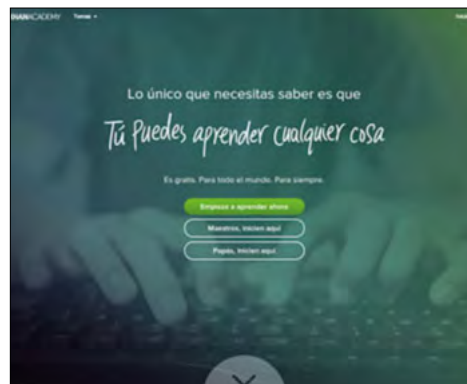 Temas
Lo único que necesitas saber es que
Tú Puedes aprender cualquier cosa
Es gratis. Para todo el mundo. Para siempre.
Empieza a aprender ahora
Maestros, inicien aquí
Papás, inicien aquí